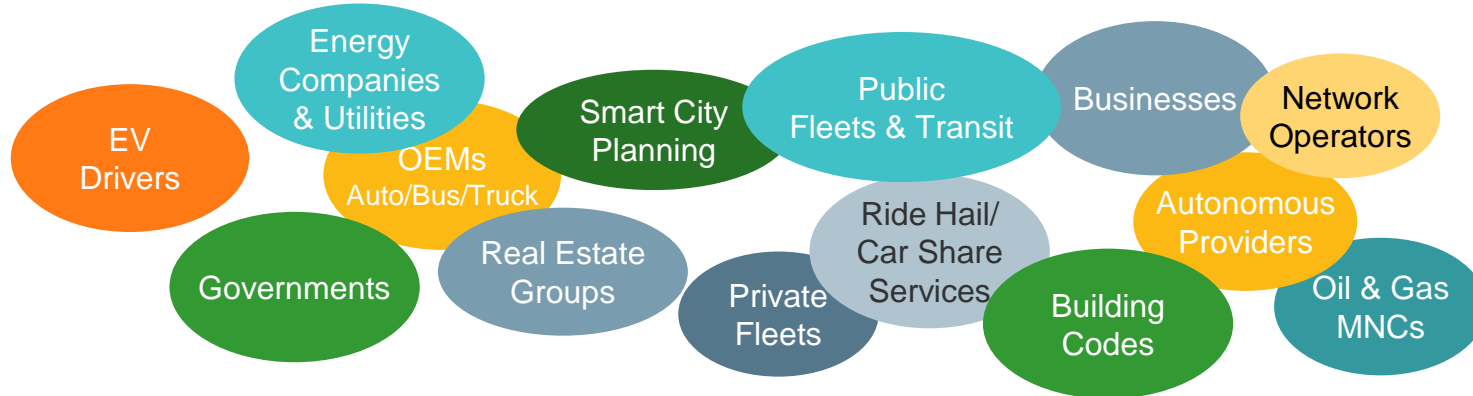 EV
Drivers
Energy
Companies
& Utilities
OEMs
Auto/Bus/Truck
Governments
Smart City
Planning
Real Estate
Groups
Public
Fleets & Transit
Private
Fleets
Ride Hail/
Car Share
Services
Businesses
Network
Operators
Autonomous
Providers
Building
Codes
Oil & Gas
MNCs